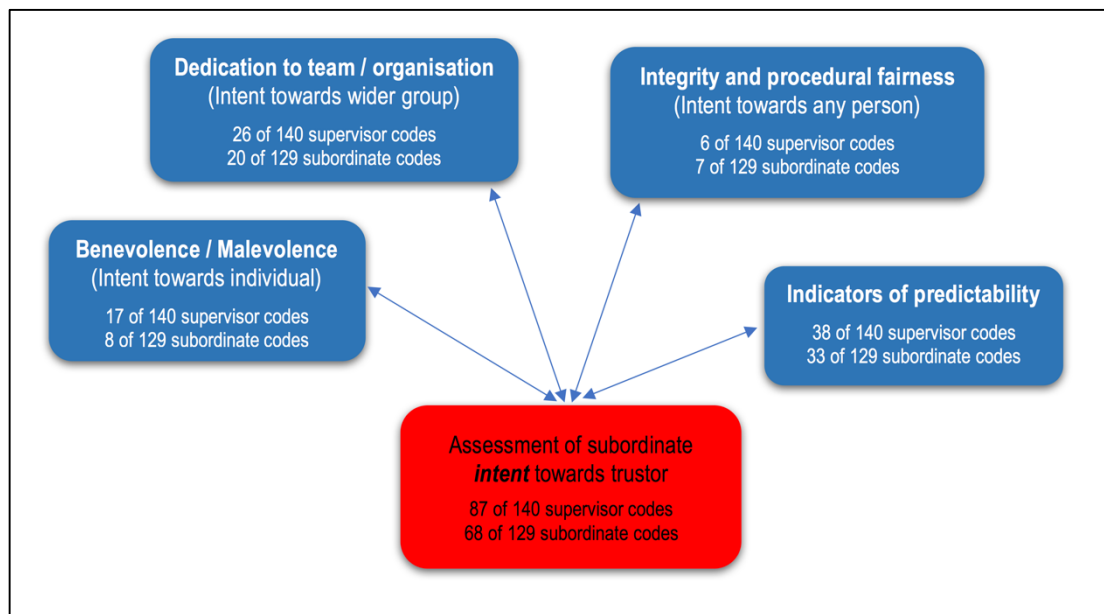 Dedication to team / organisation
(Intent towards wider group)
26 of 140 supervisor codes
20 of 129 subordinate codes
Integrity and procedural fairness
(Intent towards any person)
6 of 140 supervisor codes
7 of 129 subordinate codes
Benevolence / Malevolence
(Intent towards individual)
17 of 140 supervisor codes
8 of 129 subordinate codes
Indicators of predictability
38 of 140 supervisor codes
33 of 129 subordinate codes
Assessment of subordinate
intent towards trustor
87 of 140 supervisor codes
68 of 129 subordinate codes